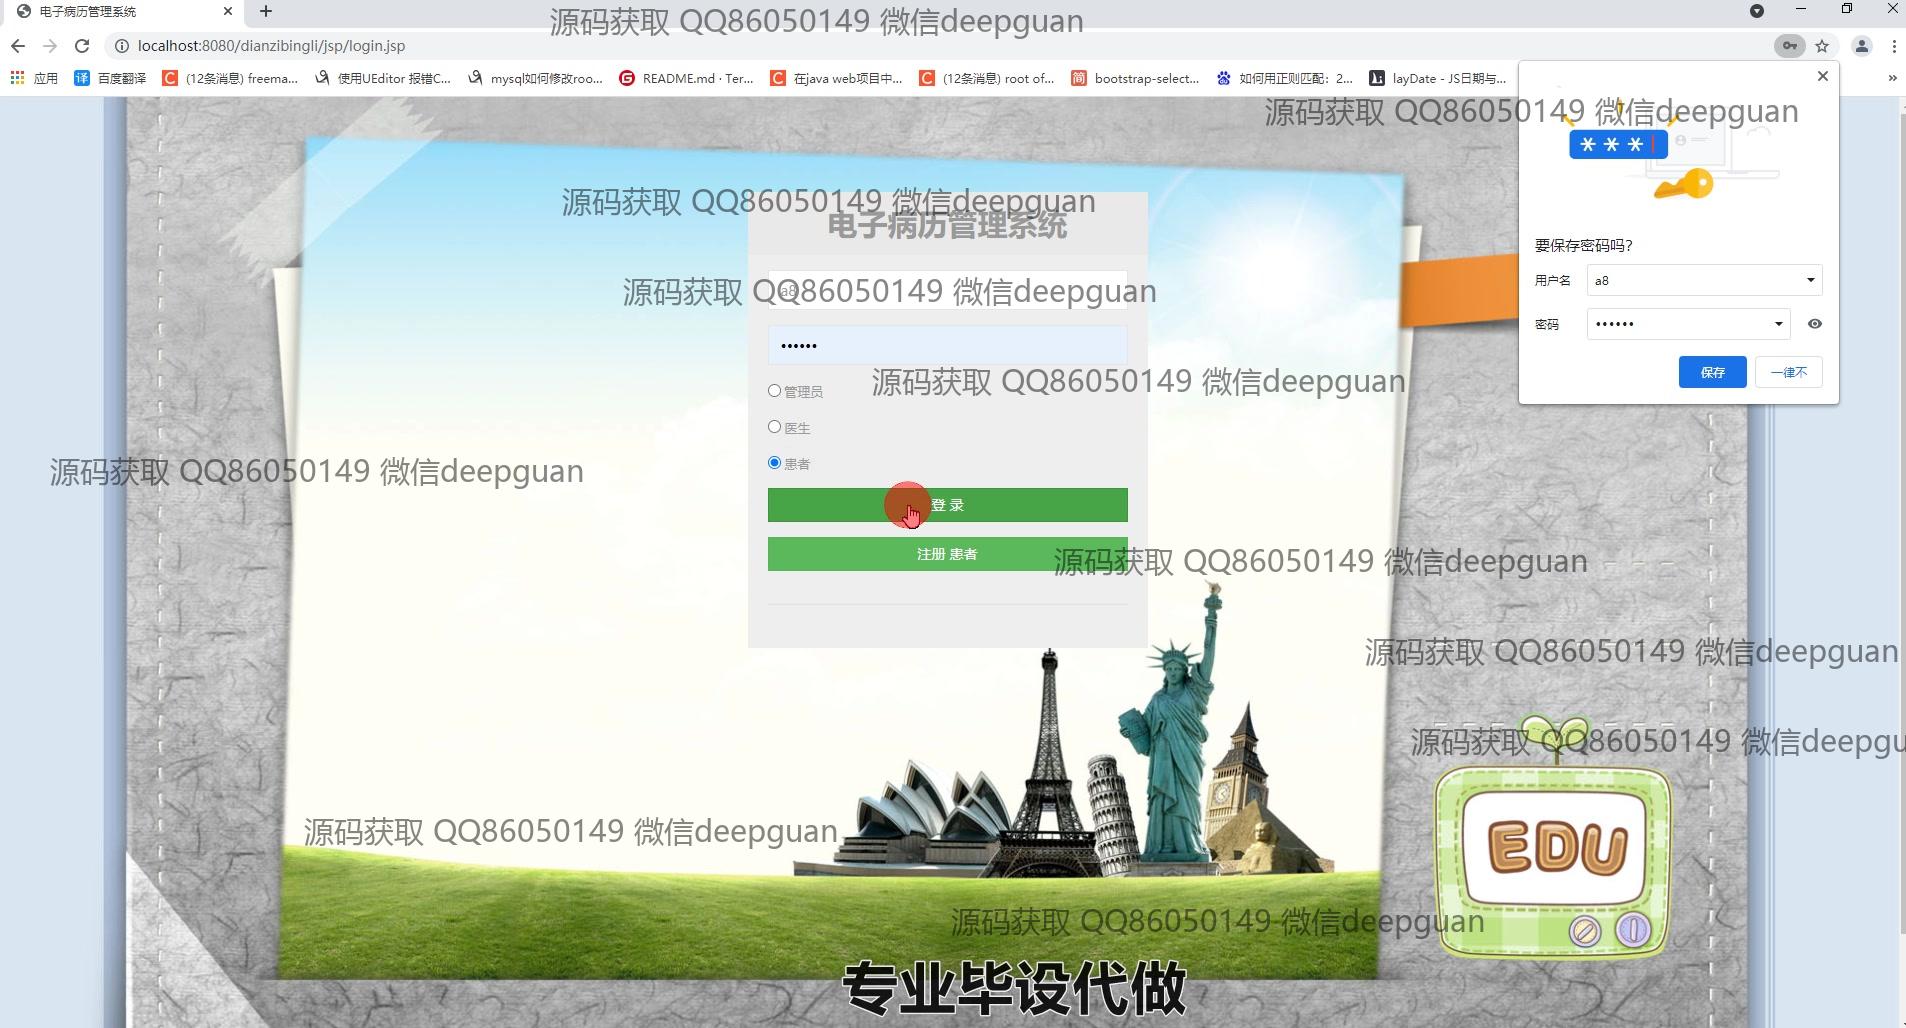 电子病历管理系统
源码获取 QQ86050149 微信deepguan
localhost:8080/dianzibingli/jsp/login.jsp
应用
百度翻译
(12条消息) freema...
使用UEditor 报错C...
mysql如何修改roo...
README.md · Ter...
在java web项目中...
(12条消息) root of...
bootstrap-select...
如何用正则匹配：2...
layDate - JS日期与...
»
源码获取 QQ86050149 微信deepguan
要保存密码吗？
用户名
a8
密码
••••••
保存
一律不
源码获取 QQ86050149 微信deepguan
电子病历管理系统
源码获取 QQ86050149 微信deepguan
a8
••••••
管理员
源码获取 QQ86050149 微信deepguan
医生
患者
源码获取 QQ86050149 微信deepguan
登 录
注册 患者
源码获取 QQ86050149 微信deepguan
源码获取 QQ86050149 微信deepguan
源码获取 QQ86050149 微信deepgu
源码获取 QQ86050149 微信deepguan
EDU
源码获取 QQ86050149 微信deepguan
专业毕设代做